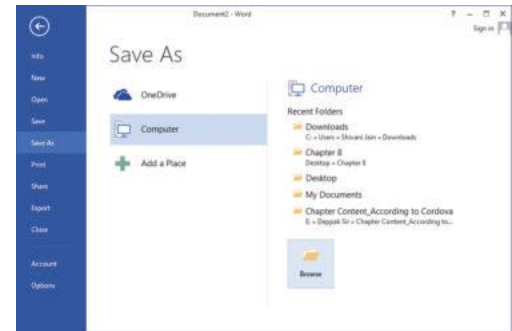 Document2 - Word
? – X
Sign in
Info
New
Open
Save
Save As
Print
Share
Export
Close
Account
Options
Save As
OneDrive
Computer
Add a Place
Computer
Recent Folders
Downloads
C: » Users » Shivani Jain » Downloads
Chapter 8
Desktop » Chapter 8
Desktop
My Documents
Chapter Content_According to Cordova
E: » Deppak Sir » Chapter Content_According to...
Browse